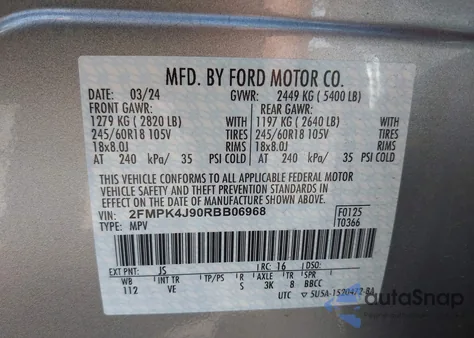 MFD. BY FORD MOTOR CO.
DATE: 03/24 GVWR: 2449 KG ( 5400 LB)
FRONT GAWR: REAR GAWR:
1279 KG ( 2820 LB) 1197 KG ( 2640 LB)
245/60R18 105V TIRES 245/60R18 105V TIRES
18x8.0J RIMS 18x8.0J RIMS
AT 240 kPa/ 35 PSI COLD AT 240 kPa/ 35 PSI COLD
THIS VEHICLE CONFORMS TO ALL APPLICABLE FEDERAL MOTOR
VEHICLE SAFETY AND THEFT PREVENTION STANDARDS IN
EFFECT ON THE DATE OF MANUFACTURE SHOWN ABOVE.
VIN: 2FMPK4J90RBB06968 F0125
TYPE: MPV T0366
EXT PNT: JS RC: 16 DSO:
WB INT TR TP/PS R AXLE TR SPR
112 VE S 3K 8 BBCC
UTC 5U5A-1520472-BA
autoSnap